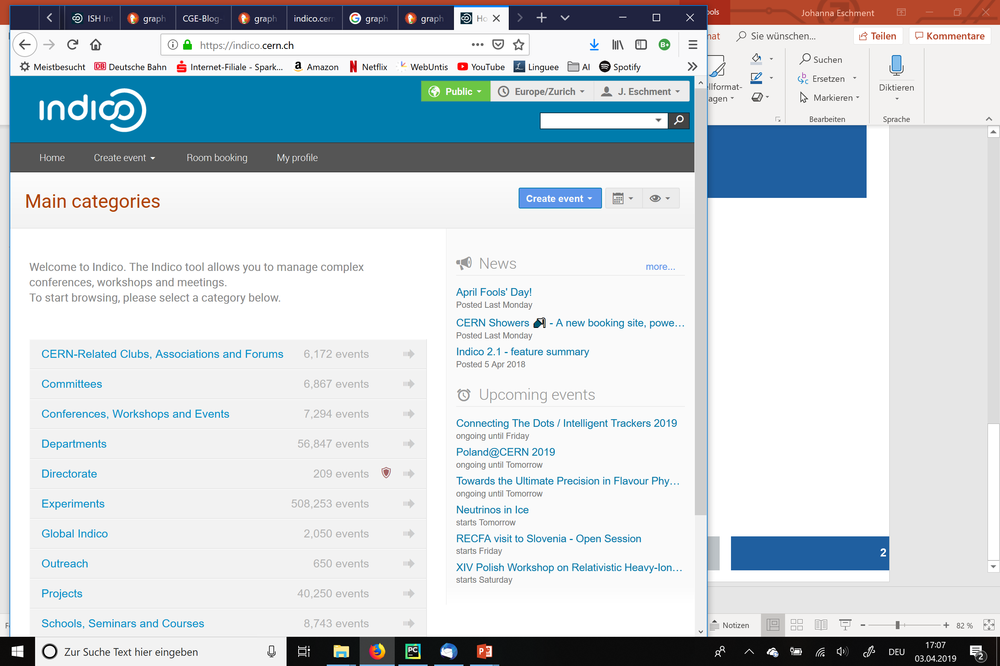 ISH Int
graph
CGE-Blog-
graph
indico.cern
graph
graph
Ho
ols
Johanna Eschment
https://indico.cern.ch
B+
nat
Sie wünschen...
Teilen
Kommentare
Meistbesucht
DB Deutsche Bahn
Internet-Filiale - Spark...
Amazon
Netflix
WebUntis
YouTube
Linguee
AI
Spotify
llformat-
agen
Suchen
Ersetzen
Markieren
Bearbeiten
Diktieren
Sprache
indico
Public
Europe/Zurich
J. Eschment
Home
Create event
Room booking
My profile
Main categories
Create event
Welcome to Indico. The Indico tool allows you to manage complex
conferences, workshops and meetings.
To start browsing, please select a category below.
CERN-Related Clubs, Associations and Forums 6,172 events
Committees 6,867 events
Conferences, Workshops and Events 7,294 events
Departments 56,847 events
Directorate 209 events
Experiments 508,253 events
Global Indico 2,050 events
Outreach 650 events
Projects 40,250 events
Schools, Seminars and Courses 8,743 events
News
more...
April Fools' Day!
Posted Last Monday
CERN Showers 🚿 - A new booking site, powe...
Posted Last Monday
Indico 2.1 - feature summary
Posted 5 Apr 2018
Upcoming events
Connecting The Dots / Intelligent Trackers 2019
ongoing until Friday
Poland@CERN 2019
ongoing until Tomorrow
Towards the Ultimate Precision in Flavour Phy...
ongoing until Tomorrow
Neutrinos in Ice
starts Tomorrow
RECFA visit to Slovenia - Open Session
starts Friday
XIV Polish Workshop on Relativistic Heavy-Ion...
starts Saturday
2
Notizen
82 %
Zur Suche Text hier eingeben
PC
DEU
17:07
03.04.2019
2